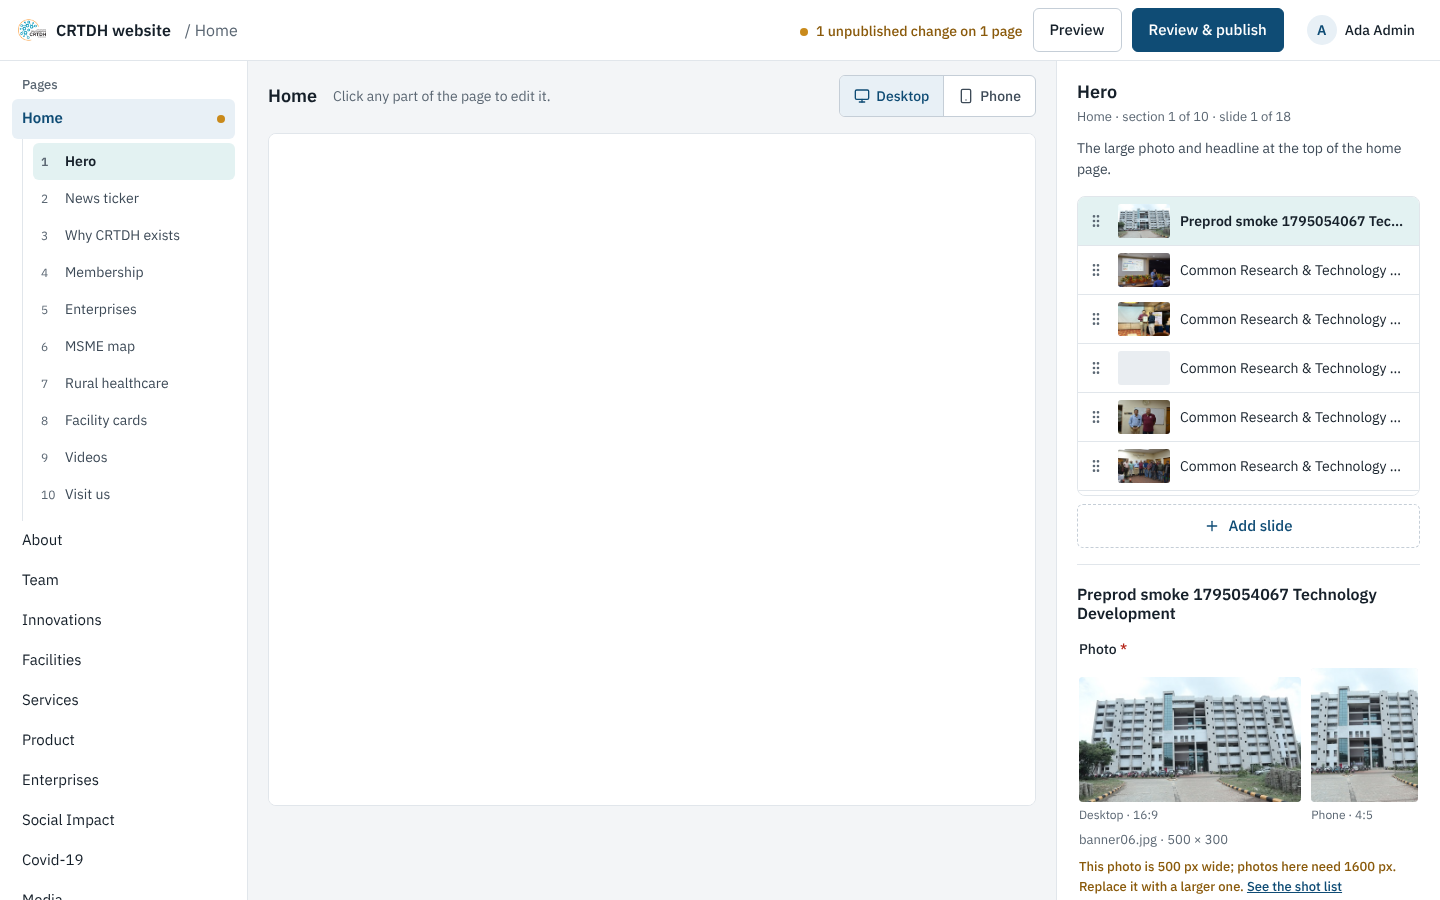 CRTDH website / Home
1 unpublished change on 1 page
Preview
Review & publish
A
Ada Admin
Pages
Home
1 Hero
2 News ticker
3 Why CRTDH exists
4 Membership
5 Enterprises
6 MSME map
7 Rural healthcare
8 Facility cards
9 Videos
10 Visit us
About
Team
Innovations
Facilities
Services
Product
Enterprises
Social Impact
Covid-19
Media
Home
Click any part of the page to edit it.
Desktop
Phone
Hero
Home · section 1 of 10 · slide 1 of 18
The large photo and headline at the top of the home
page.
Preprod smoke 1795054067 Tec...
Common Research & Technology ...
Common Research & Technology ...
Common Research & Technology ...
Common Research & Technology ...
Common Research & Technology ...
+ Add slide
Preprod smoke 1795054067 Technology
Development
Photo *
Desktop · 16:9
Phone · 4:5
banner06.jpg · 500 × 300
This photo is 500 px wide; photos here need 1600 px.
Replace it with a larger one. See the shot list